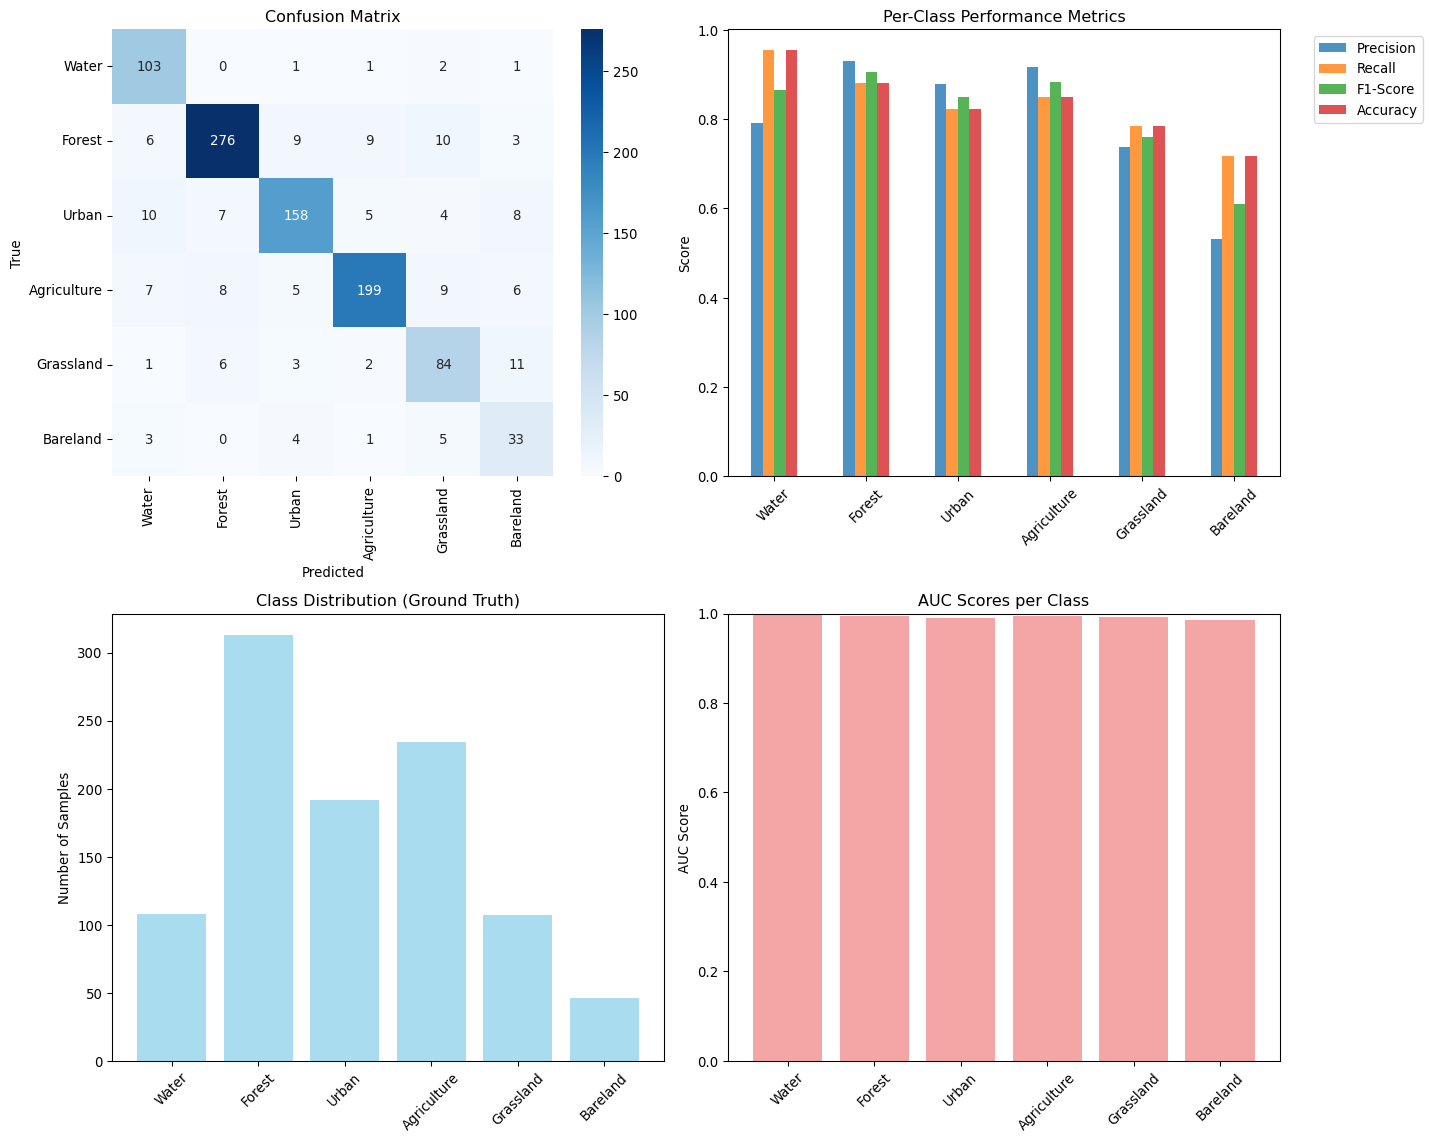 Confusion Matrix
True
Water 103 0 1 1 2 1
Forest 6 276 9 9 10 3
Urban 10 7 158 5 4 8
Agriculture 7 8 5 199 9 6
Grassland 1 6 3 2 84 11
Bareland 3 0 4 1 5 33
Water Forest Urban Agriculture Grassland Bareland
Predicted
250
200
150
100
50
0
Per-Class Performance Metrics
Score
1.0
0.8
0.6
0.4
0.2
0.0
Water Forest Urban Agriculture Grassland Bareland
Precision
Recall
F1-Score
Accuracy
Class Distribution (Ground Truth)
Number of Samples
300
250
200
150
100
50
0
Water Forest Urban Agriculture Grassland Bareland
AUC Scores per Class
AUC Score
1.0
0.8
0.6
0.4
0.2
0.0
Water Forest Urban Agriculture Grassland Bareland